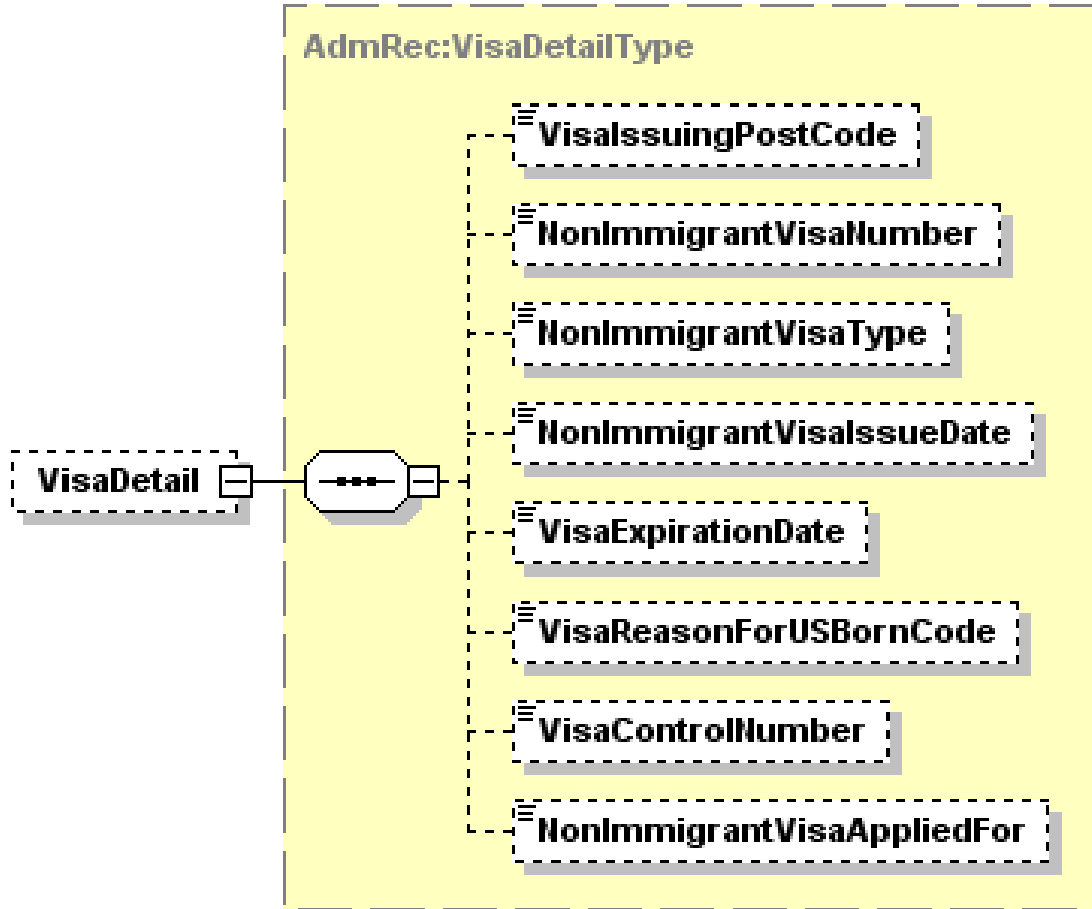 AdmRec:VisaDetailType
VisaIssuingPostCode
NonImmigrantVisaNumber
NonImmigrantVisaType
NonImmigrantVisaIssueDate
VisaDetail
VisaExpirationDate
VisaReasonForUSBornCode
VisaControlNumber
NonImmigrantVisaAppliedFor